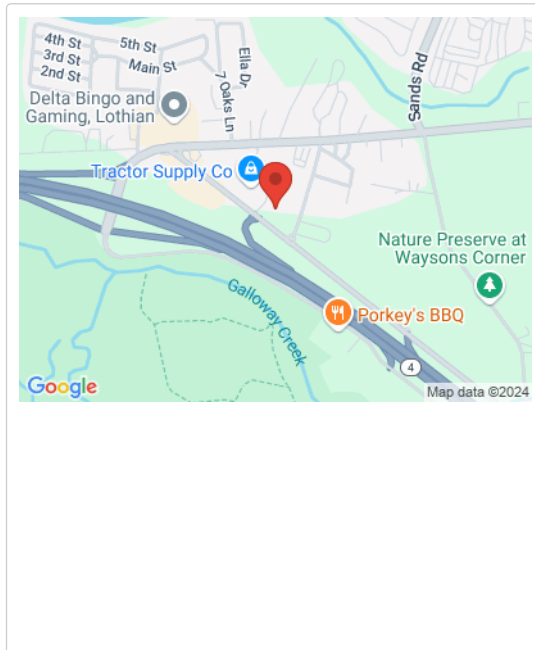 4th St
5th St
3rd St
Main St
2nd St
Ella Dr
7 Oaks Ln
Sands Rd
Delta Bingo and
Gaming, Lothian
Tractor Supply Co
Nature Preserve at
Waysons Corner
Galloway Creek
Porkey's BBQ
4
Google
Map data ©2024